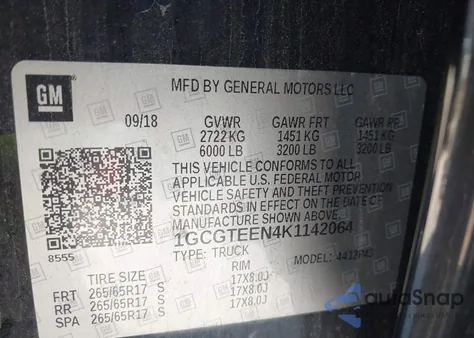 GM
MFD BY GENERAL MOTORS LLC
09/18 GVWR GAWR FRT GAWR RR
2722 KG 1451 KG 1451 KG
6000 LB 3200 LB 3200 LB
THIS VEHICLE CONFORMS TO ALL
APPLICABLE U.S. FEDERAL MOTOR
VEHICLE SAFETY AND THEFT PREVENTION
STANDARDS IN EFFECT ON THE DATE OF
MANUFACTURE SHOWN ABOVE.
1GCGTEEN4K1142064
8555
TYPE: TRUCK MODEL:
TIRE SIZE RIM
FRT 265/65R17 S 17X8.0J
RR 265/65R17 S 17X8.0J
SPA 265/65R17 S 17X8.0J
autoSnap